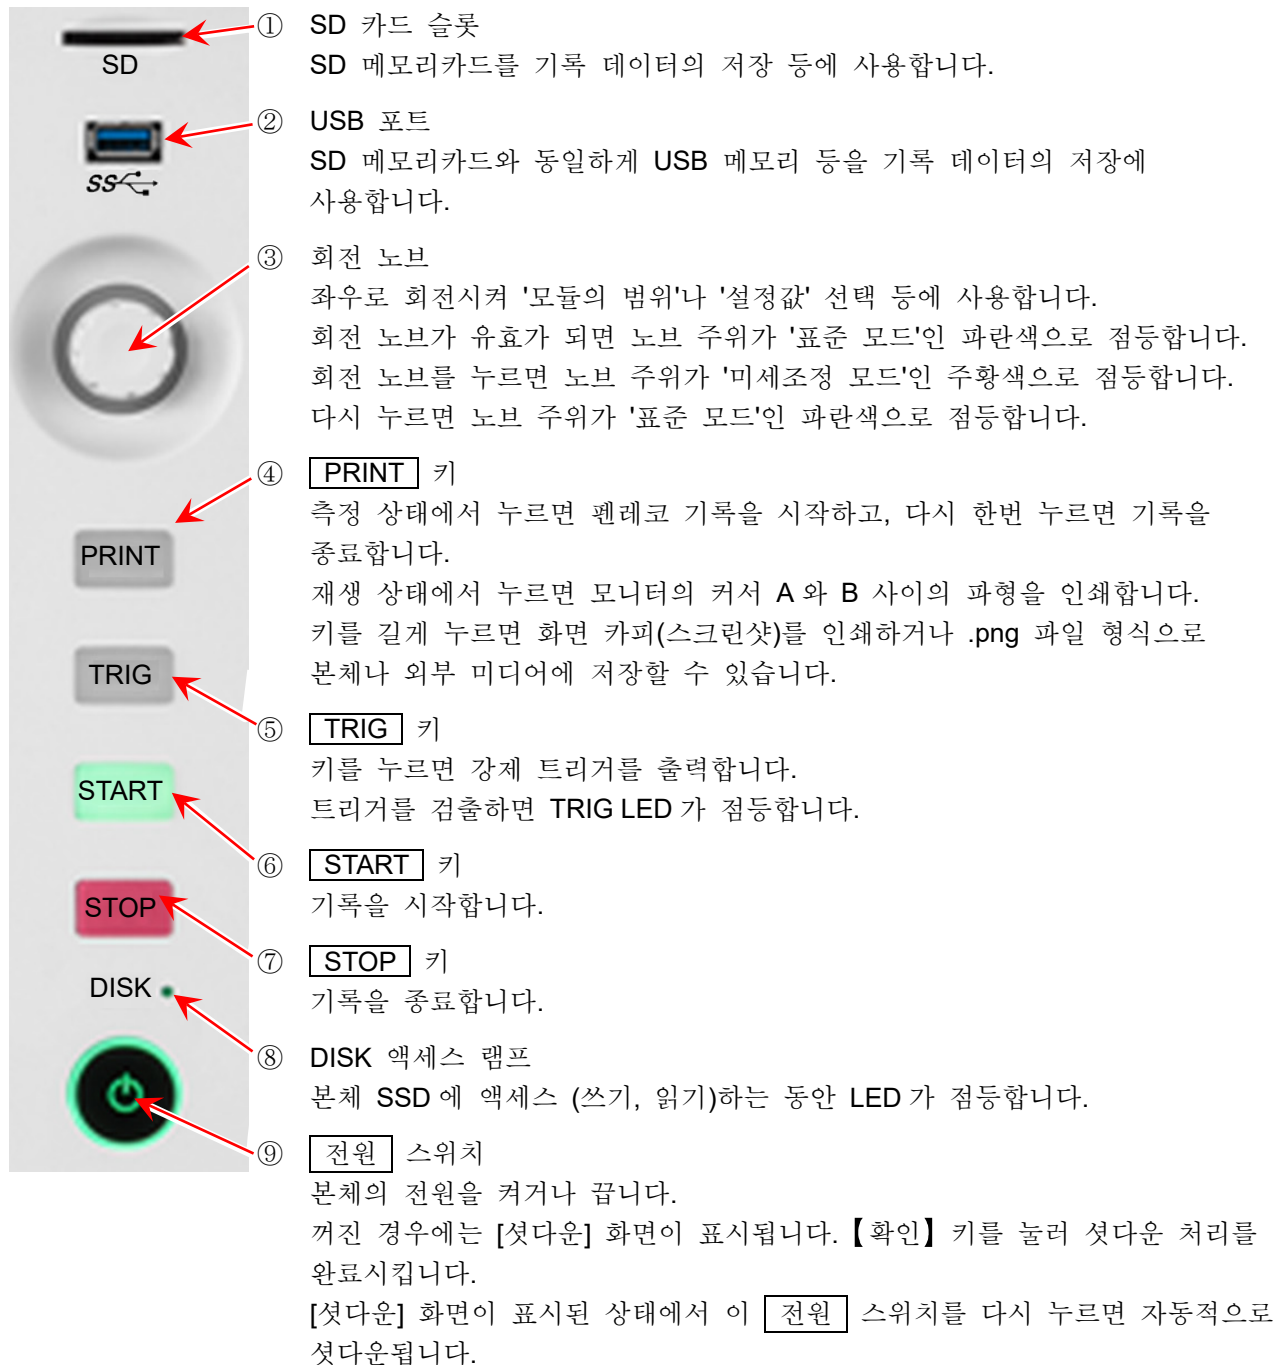 SD
SS
PRINT
TRIG
START
STOP
DISK
① SD 카드 슬롯
SD 메모리카드를 기록 데이터의 저장 등에 사용합니다.
② USB 포트
SD 메모리카드와 동일하게 USB 메모리 등을 기록 데이터의 저장에
사용합니다.
③ 회전 노브
좌우로 회전시켜 '모듈의 범위'나 '설정값' 선택 등에 사용합니다.
회전 노브가 유효가 되면 노브 주위가 '표준 모드'인 파란색으로 점등합니다.
회전 노브를 누르면 노브 주위가 '미세조정 모드'인 주황색으로 점등합니다.
다시 누르면 노브 주위가 '표준 모드'인 파란색으로 점등합니다.
④ PRINT 키
측정 상태에서 누르면 펜레코 기록을 시작하고, 다시 한번 누르면 기록을
종료합니다.
재생 상태에서 누르면 모니터의 커서 A와 B 사이의 파형을 인쇄합니다.
키를 길게 누르면 화면 카피(스크린샷)를 인쇄하거나 .png 파일 형식으로
본체나 외부 미디어에 저장할 수 있습니다.
⑤ TRIG 키
키를 누르면 강제 트리거를 출력합니다.
트리거를 검출하면 TRIG LED가 점등합니다.
⑥ START 키
기록을 시작합니다.
⑦ STOP 키
기록을 종료합니다.
⑧ DISK 액세스 램프
본체 SSD에 액세스 (쓰기, 읽기)하는 동안 LED가 점등합니다.
⑨ 전원 스위치
본체의 전원을 켜거나 끕니다.
꺼진 경우에는 [셧다운] 화면이 표시됩니다.【확인】키를 눌러 셧다운 처리를
완료시킵니다.
[셧다운] 화면이 표시된 상태에서 이 전원 스위치를 다시 누르면 자동적으로
셧다운됩니다.